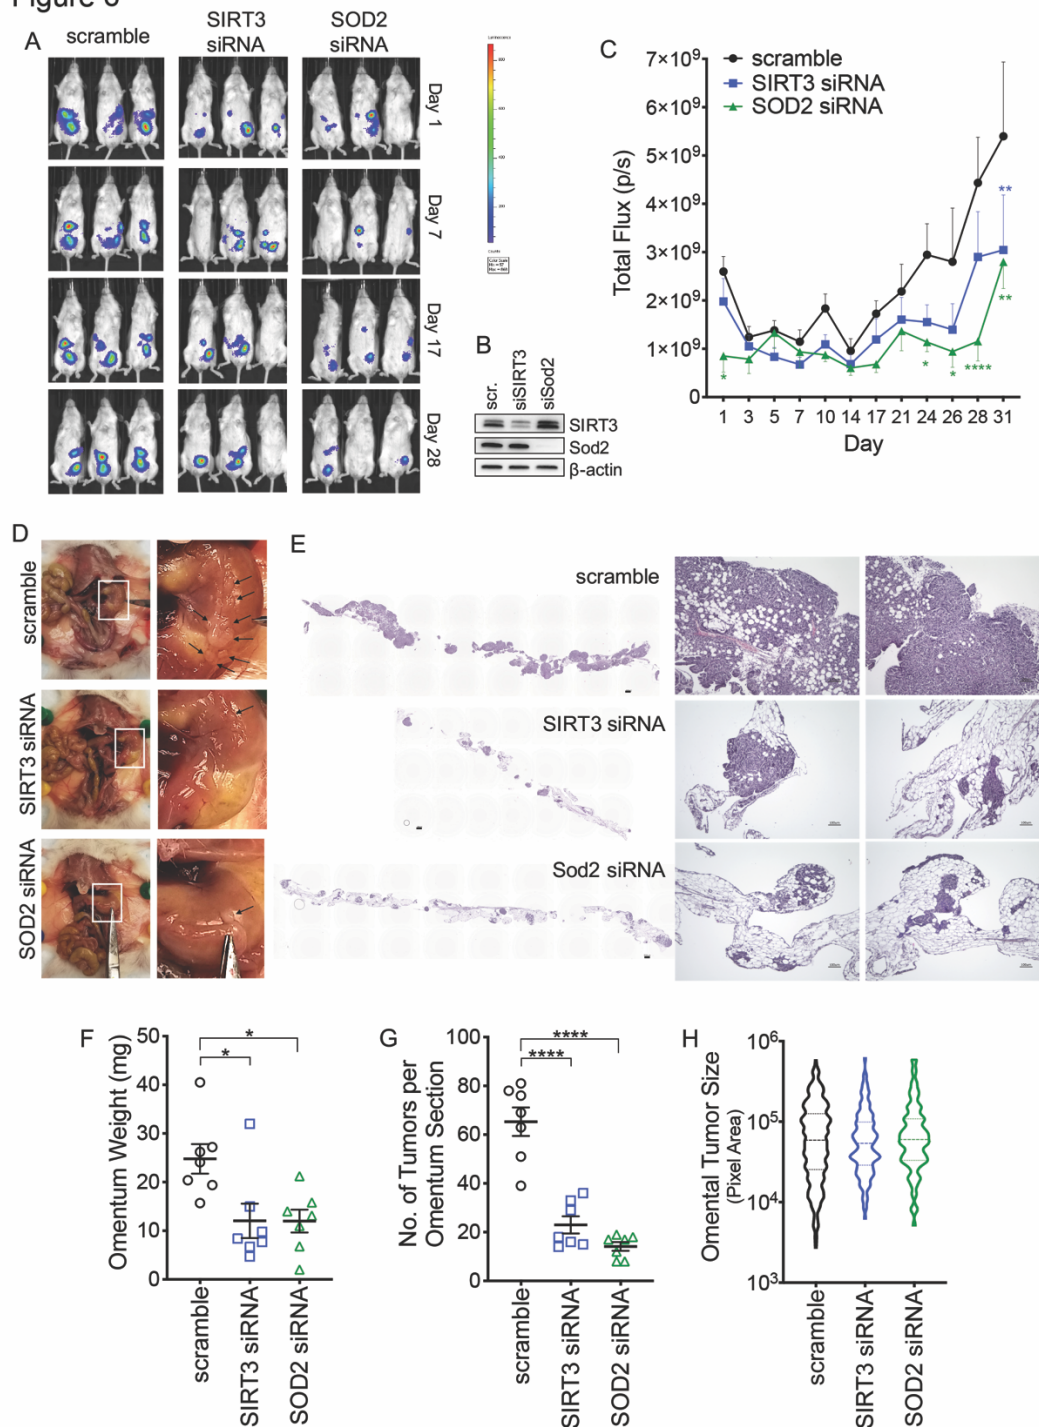 Figure 6
A
scramble
SIRT3
siRNA
SOD2
siRNA
Day 1
Day 7
Day 17
Day 28
Luminescence
Counts
B
scr.
siSIRT3
siSod2
SIRT3
Sod2
β-actin
C
scramble
SIRT3 siRNA
SOD2 siRNA
Total Flux (p/s)
7×10⁹
6×10⁹
5×10⁹
4×10⁹
3×10⁹
2×10⁹
1×10⁹
0
**
**
*
*
*
****
1 3 5 7 10 14 17 21 24 26 28 31
Day
D
scramble
SIRT3 siRNA
SOD2 siRNA
E
scramble
SIRT3 siRNA
Sod2 siRNA
F
Omentum Weight (mg)
50
40
30
20
10
0
*
*
scramble
SIRT3 siRNA
SOD2 siRNA
G
No. of Tumors per
Omentum Section
100
80
60
40
20
0
****
****
scramble
SIRT3 siRNA
SOD2 siRNA
H
Omental Tumor Size
(Pixel Area)
10⁶
10⁵
10⁴
10³
scramble
SIRT3 siRNA
SOD2 siRNA